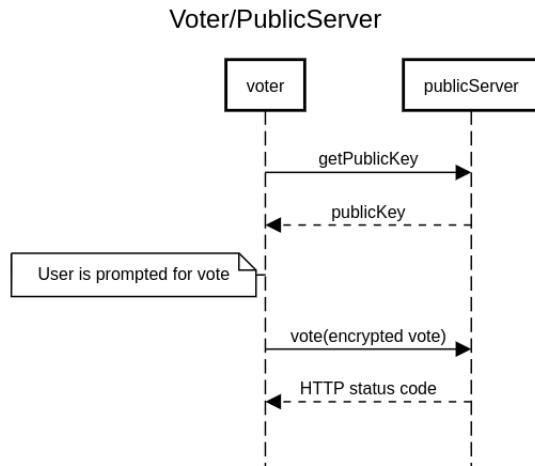 Voter/PublicServer
voter
publicServer
getPublicKey
publicKey
User is prompted for vote
vote(encrypted vote)
HTTP status code